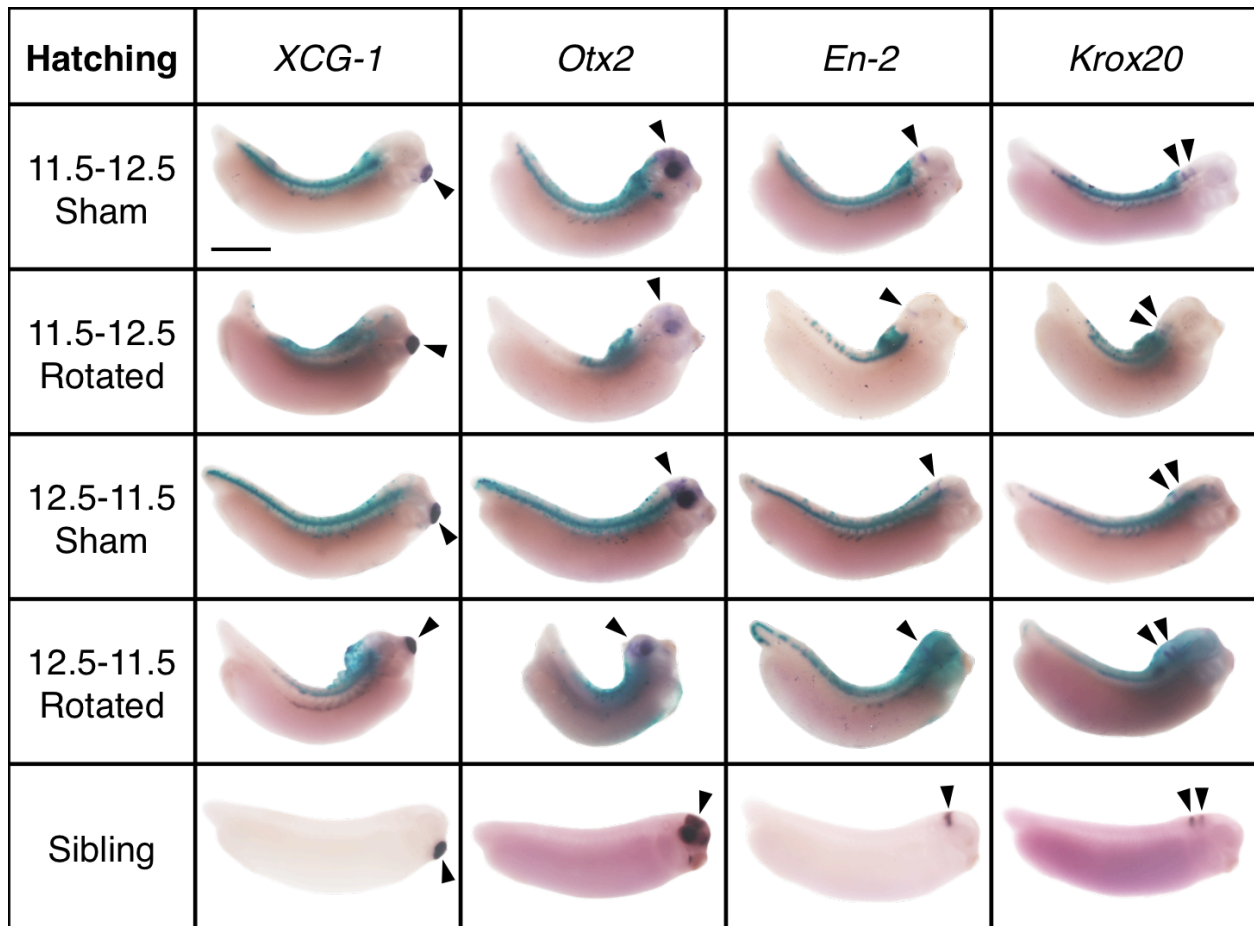 Hatching XCG-1 Otx2 En-2 Krox20
11.5-12.5
Sham
11.5-12.5
Rotated
12.5-11.5
Sham
12.5-11.5
Rotated
Sibling